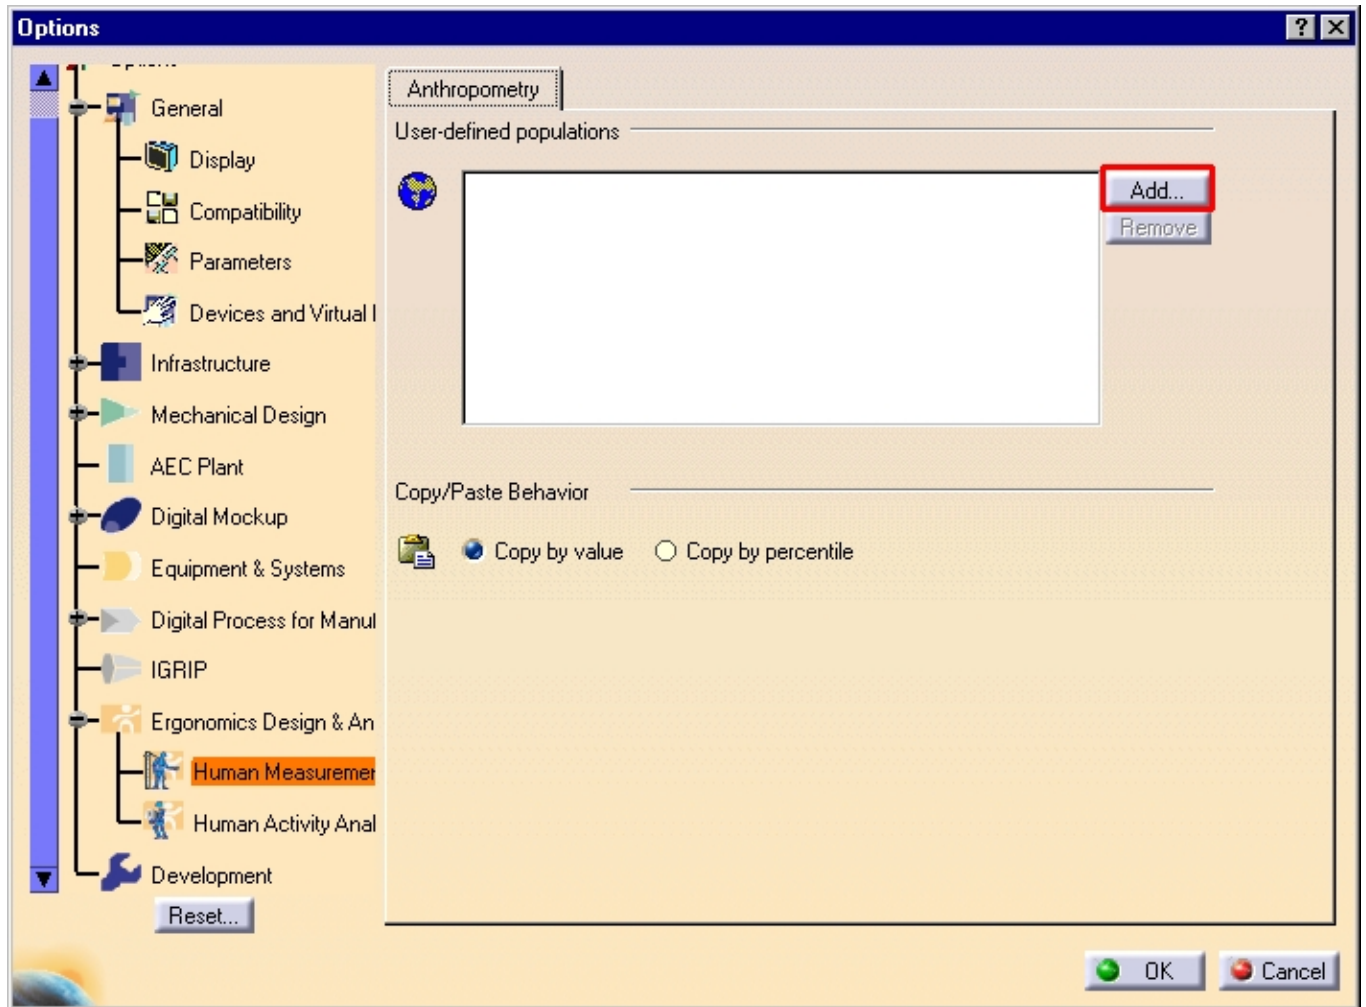 Options
General
Display
Compatibility
Parameters
Devices and Virtual
Infrastructure
Mechanical Design
AEC Plant
Digital Mockup
Equipment & Systems
Digital Process for Manuf
IGRIP
Ergonomics Design & An
Human Measuremen
Human Activity Anal
Development
Reset...
Anthropometry
User-defined populations
Add...
Remove
Copy/Paste Behavior
Copy by value
Copy by percentile
OK
Cancel